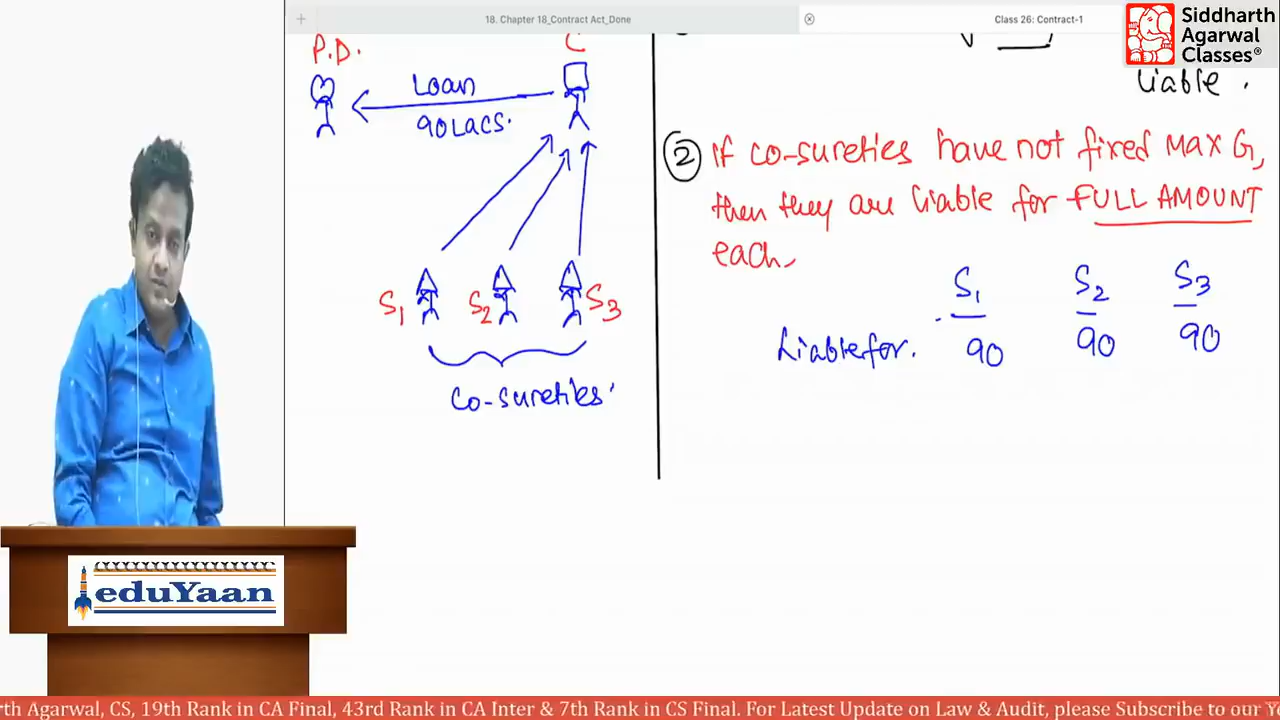 18. Chapter 18_Contract Act_Done
Class 26: Contract-1
Siddharth
Agarwal
Classes®
P.D.
C
Loan
90 Lacs.
S1
S2
S3
co-sureties
liable.
② If co-sureties have not fixed Max G,
then they are liable for FULL AMOUNT
each.
S1 S2 S3
Liable for. 90 90 90
eduYaan
rth Agarwal, CS, 19th Rank in CA Final, 43rd Rank in CA Inter & 7th Rank in CS Final. For Latest Update on Law & Audit, please Subscribe to our Y